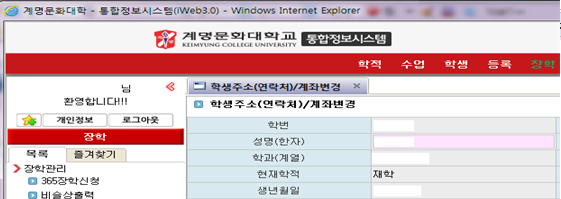 계명문화대학 - 통합정보시스템(iWeb3.0) - Windows Internet Explorer
계명문화대학교 통합정보시스템
KEIMYUNG COLLEGE UNIVERSITY
학적 수업 학생 등록 장학
님
환영합니다!!!
개인정보 로그아웃
장학
목록 즐겨찾기
장학관리
365장학신청
비슬상출력
학생주소(연락처)/계좌변경
학생주소(연락처)/계좌변경
학번
성명(한자)
학과(계열)
현재학적 재학
생년월일